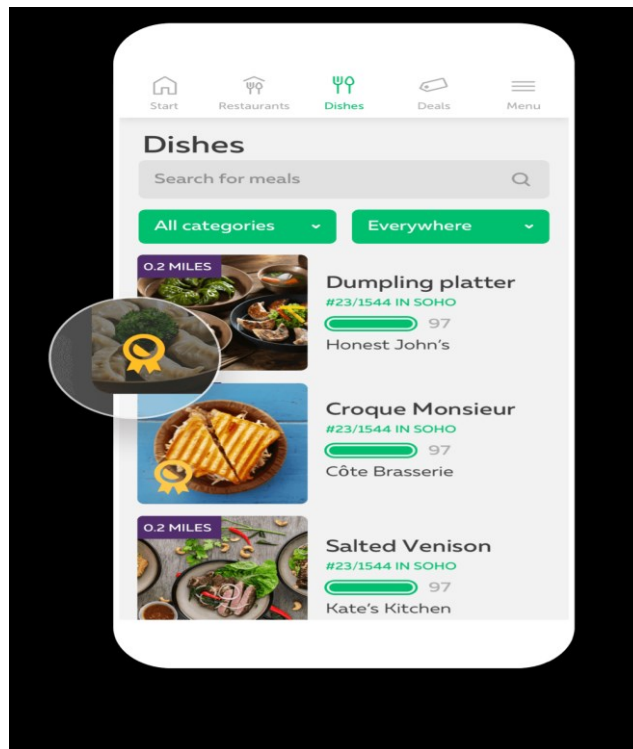 Start
Restaurants
Dishes
Deals
Menu
Dishes
Search for meals
All categories
Everywhere
0.2 MILES
Dumpling platter
#23/1544 IN SOHO
97
Honest John's
Croque Monsieur
#23/1544 IN SOHO
97
Côte Brasserie
0.2 MILES
Salted Venison
#23/1544 IN SOHO
97
Kate's Kitchen